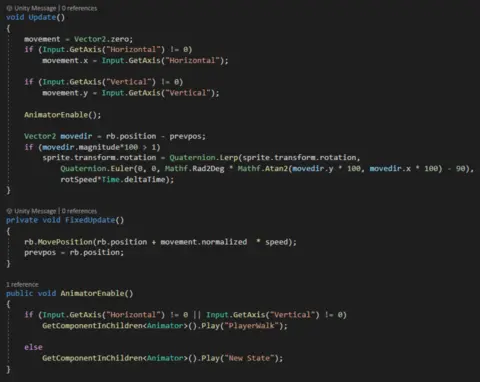 Unity Message | 0 references
void Update()
{
movement = Vector2.zero;
if (Input.GetAxis("Horizontal") != 0)
movement.x = Input.GetAxis("Horizontal");
if (Input.GetAxis("Vertical") != 0)
movement.y = Input.GetAxis("Vertical");
AnimatorEnable();
Vector2 movedir = rb.position - prevpos;
if (movedir.magnitude*100 > 1)
sprite.transform.rotation = Quaternion.Lerp(sprite.transform.rotation,
Quaternion.Euler(0, 0, Mathf.Rad2Deg * Mathf.Atan2(movedir.y * 100, movedir.x * 100) - 90),
rotSpeed*Time.deltaTime);
}
Unity Message | 0 references
private void FixedUpdate()
{
rb.MovePosition(rb.position + movement.normalized  * speed);
prevpos = rb.position;
}
1 reference
public void AnimatorEnable()
{
if (Input.GetAxis("Horizontal") != 0 || Input.GetAxis("Vertical") != 0)
GetComponentInChildren<Animator>().Play("PlayerWalk");
else
GetComponentInChildren<Animator>().Play("New State");
}